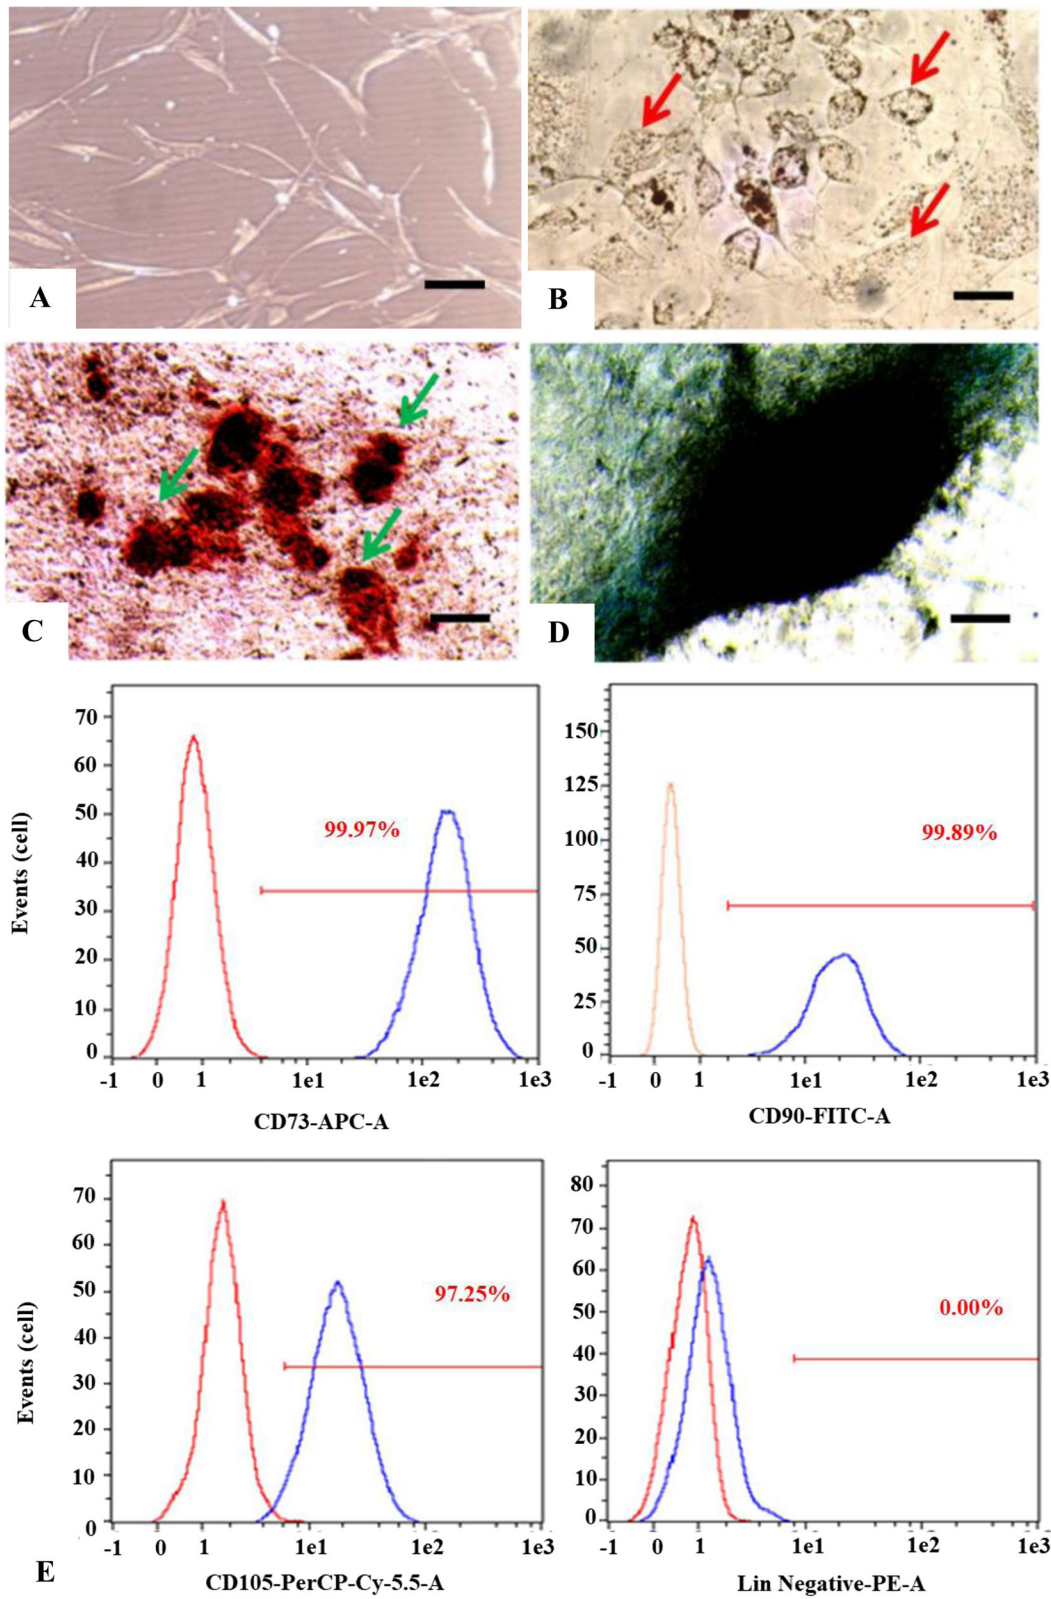 A
B
C
D
70
60
50
40
30
20
10
0
Events (cell)
99.97%
-1 0 1 1e1 1e2 1e3
CD73-APC-A
150
125
100
75
50
25
0
99.89%
-1 0 1 1e1 1e2 1e3
CD90-FITC-A
70
60
50
40
30
20
10
0
Events (cell)
97.25%
-1 0 1 1e1 1e2 1e3
CD105-PerCP-Cy-5.5-A
80
70
60
50
40
30
20
10
0
0.00%
-1 0 1 1e1 1e2 1e3
Lin Negative-PE-A
E